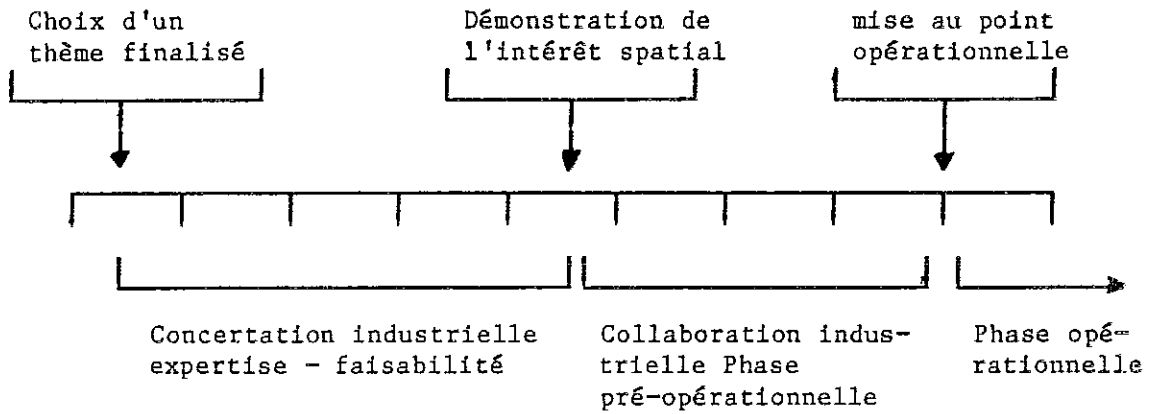 Choix d'un
thème finalisé
Démonstration de
l'intérêt spatial
mise au point
opérationnelle
Concertation industrielle
expertise - faisabilité
Collaboration indus-
trielle Phase
pré-opérationnelle
Phase opé-
rationnelle